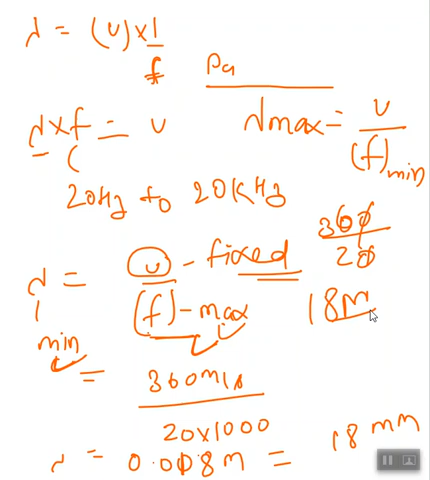 λ = (v) × 1/f
Pa
λ × f = v
λmax = v/(f)min
20Hz to 20KHz
360/20
λ min = v - fixed / (f) - max
18m
= 360m/s / 20×1000
λ = 0.018m = 18 mm